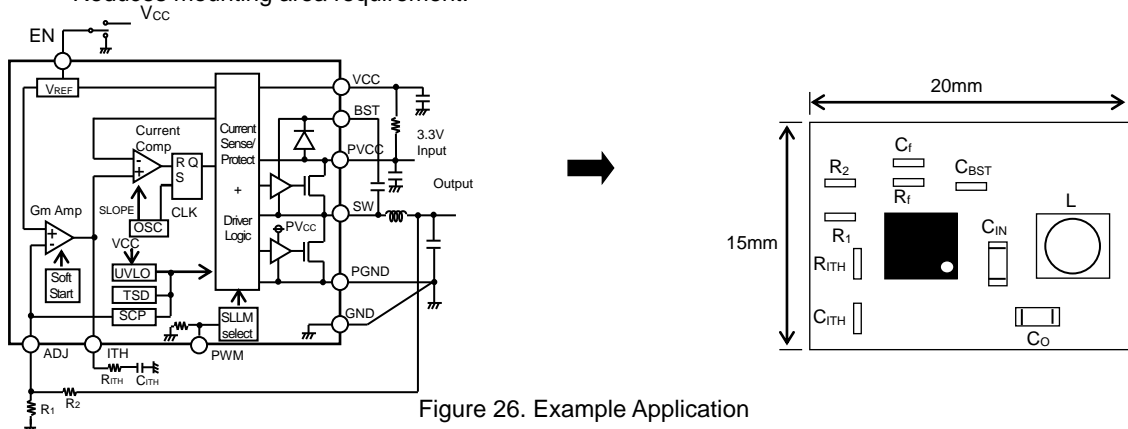 Reduces mounting area requirement.
VCC
EN
VREF
VCC
BST
Current
Comp
Current
Sense/
Protect
+
Driver
Logic
3.3V
Input
PVCC
R Q
S
CLK
SLOPE
OSC
Gm Amp
Output
SW
VCC
PVCC
UVLO
Soft
Start
TSD
SCP
PGND
GND
SLLM
select
ADJ
ITH
PWM
RITH
CITH
R1
R2
20mm
15mm
Cf
R2
CBST
Rf
L
R1
CIN
RITH
CITH
CO
Figure 26. Example Application